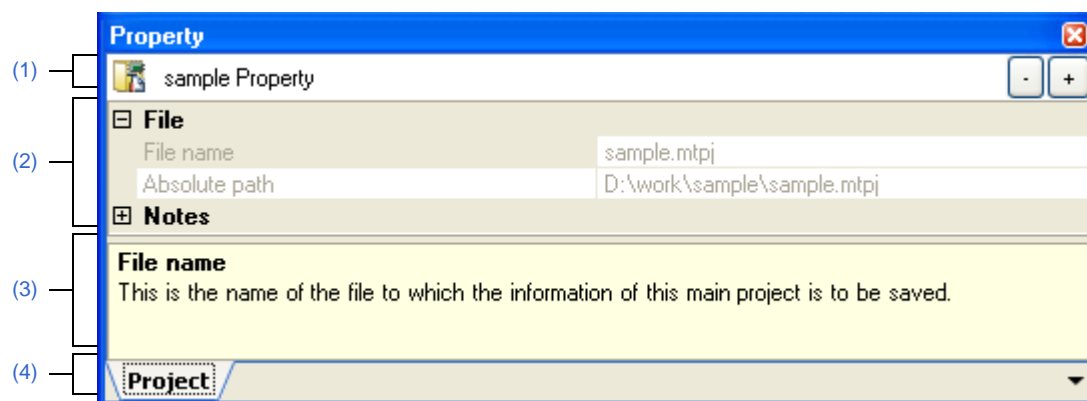 Property
(1) sample Property - +
(2) File
File name sample.mtpj
Absolute path D:\work\sample\sample.mtpj
Notes
(3) File name
This is the name of the file to which the information of this main project is to be saved.
(4) Project